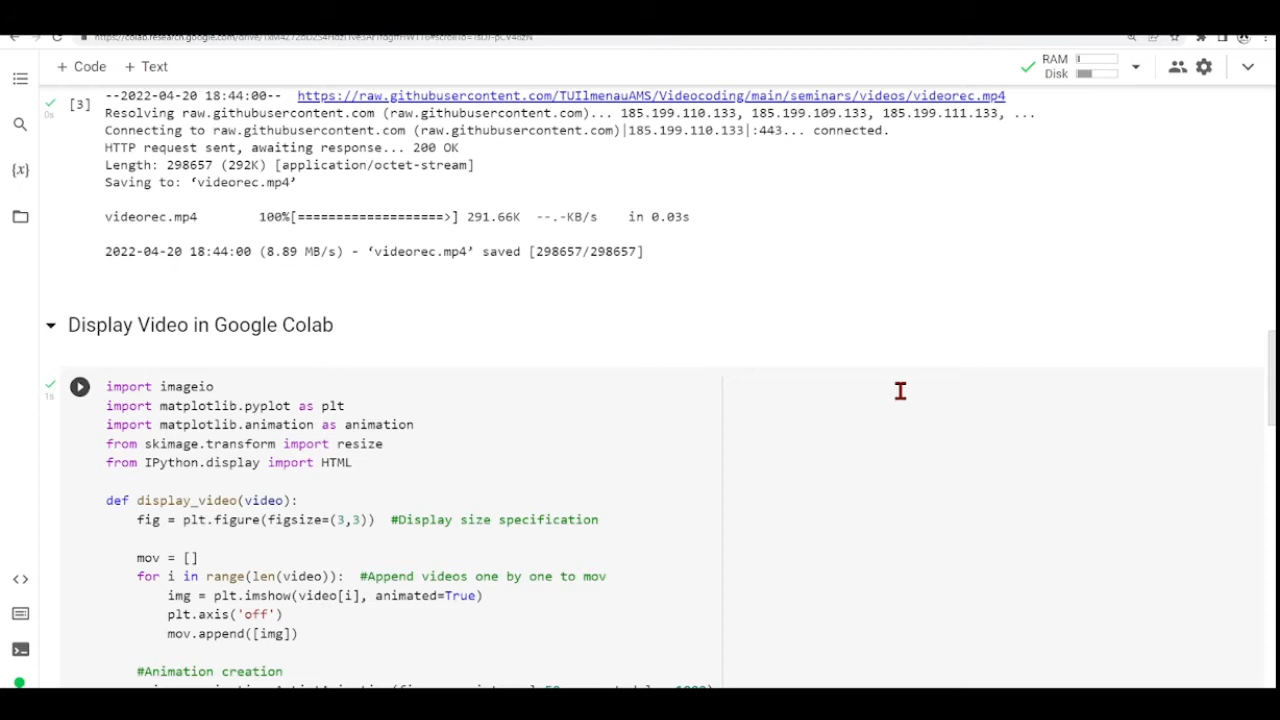 + Code + Text
RAM
Disk
[3]
0s
--2022-04-20 18:44:00-- https://raw.githubusercontent.com/TUIlmenauAMS/Videocoding/main/seminars/videos/videorec.mp4
Resolving raw.githubusercontent.com (raw.githubusercontent.com)... 185.199.110.133, 185.199.109.133, 185.199.111.133, ...
Connecting to raw.githubusercontent.com (raw.githubusercontent.com)|185.199.110.133|:443... connected.
HTTP request sent, awaiting response... 200 OK
Length: 298657 (292K) [application/octet-stream]
Saving to: ‘videorec.mp4’
videorec.mp4 100%[===================>] 291.66K --.-KB/s in 0.03s
2022-04-20 18:44:00 (8.89 MB/s) - ‘videorec.mp4’ saved [298657/298657]
Display Video in Google Colab
1s
import imageio
import matplotlib.pyplot as plt
import matplotlib.animation as animation
from skimage.transform import resize
from IPython.display import HTML
def display_video(video):
fig = plt.figure(figsize=(3,3)) #Display size specification
mov = []
for i in range(len(video)): #Append videos one by one to mov
img = plt.imshow(video[i], animated=True)
plt.axis('off')
mov.append([img])
#Animation creation